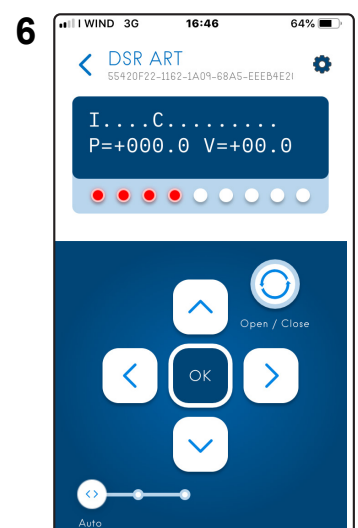 6
I WIND 3G 16:46 64%
DSR ART
55420F22-1162-1A09-68A5-EEEB4E2I
I....C.........
P=+000.0 V=+00.0
Open / Close
OK
Auto